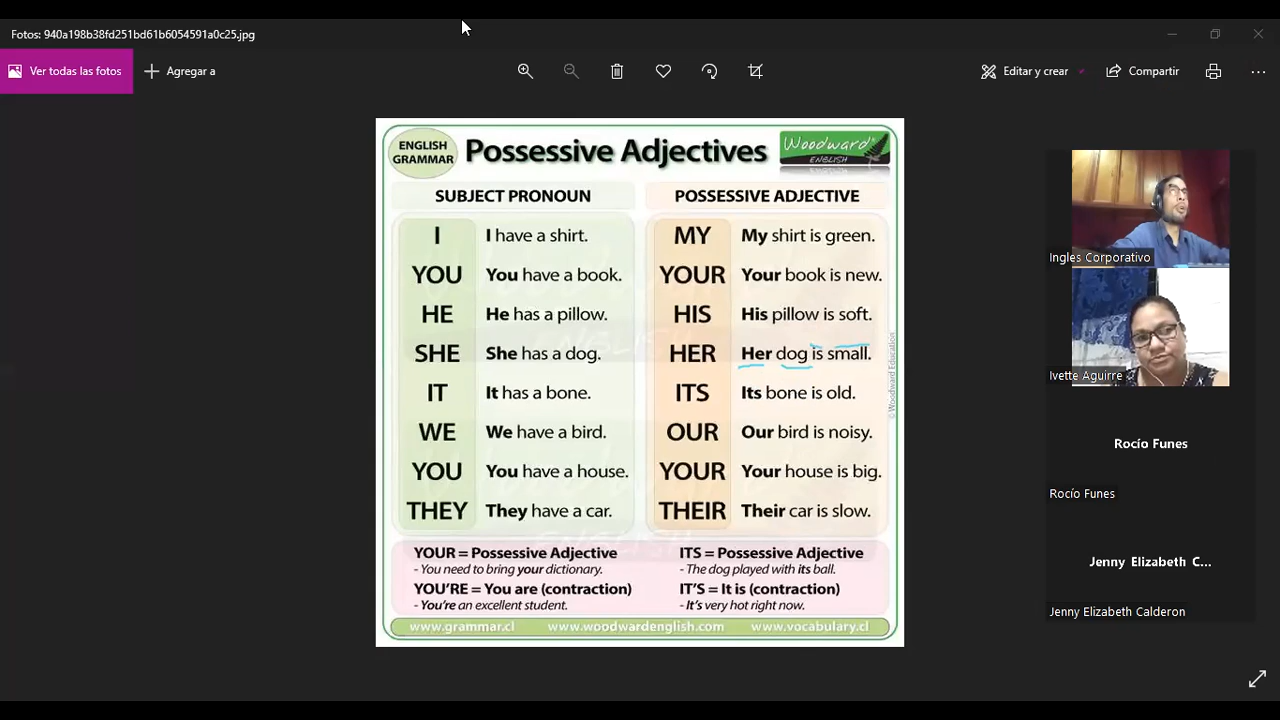 Fotos: 940a198b38fd251bd61b6054591a0c25.jpg
Ver todas las fotos
Agregar a
Editar y crear
Compartir
ENGLISH
GRAMMAR
Possessive Adjectives
Woodward
ENGLISH
SUBJECT PRONOUN
POSSESSIVE ADJECTIVE
I I have a shirt. MY My shirt is green.
YOU You have a book. YOUR Your book is new.
HE He has a pillow. HIS His pillow is soft.
SHE She has a dog. HER Her dog is small.
IT It has a bone. ITS Its bone is old.
WE We have a bird. OUR Our bird is noisy.
YOU You have a house. YOUR Your house is big.
THEY They have a car. THEIR Their car is slow.
© Woodward Education
YOUR = Possessive Adjective
- You need to bring your dictionary.
YOU'RE = You are (contraction)
- You're an excellent student.
ITS = Possessive Adjective
- The dog played with its ball.
IT'S = It is (contraction)
- It's very hot right now.
www.grammar.cl www.woodwardenglish.com www.vocabulary.cl
Ingles Corporativo
Ivette Aguirre
Rocío Funes
Rocío Funes
Jenny Elizabeth C...
Jenny Elizabeth Calderon